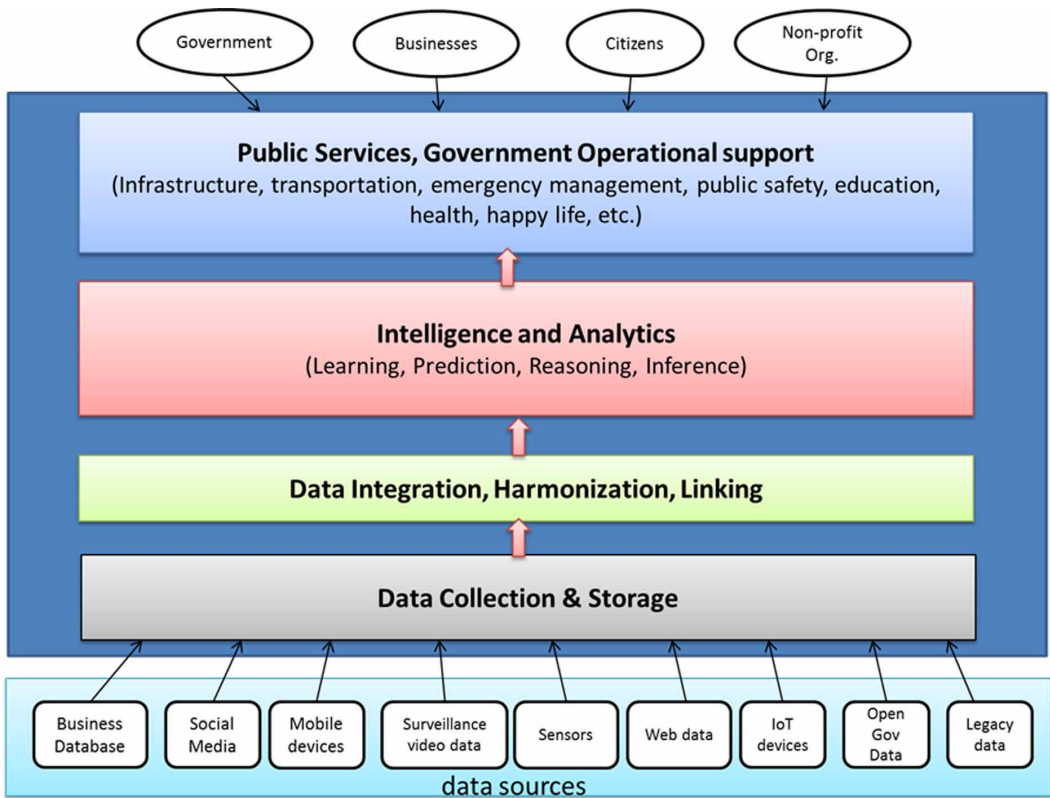 Government
Businesses
Citizens
Non-profit
Org.
Public Services, Government Operational support
(Infrastructure, transportation, emergency management, public safety, education,
health, happy life, etc.)
Intelligence and Analytics
(Learning, Prediction, Reasoning, Inference)
Data Integration, Harmonization, Linking
Data Collection & Storage
Business
Database
Social
Media
Mobile
devices
Surveillance
video data
Sensors
Web data
IoT
devices
Open
Gov
Data
Legacy
data
data sources